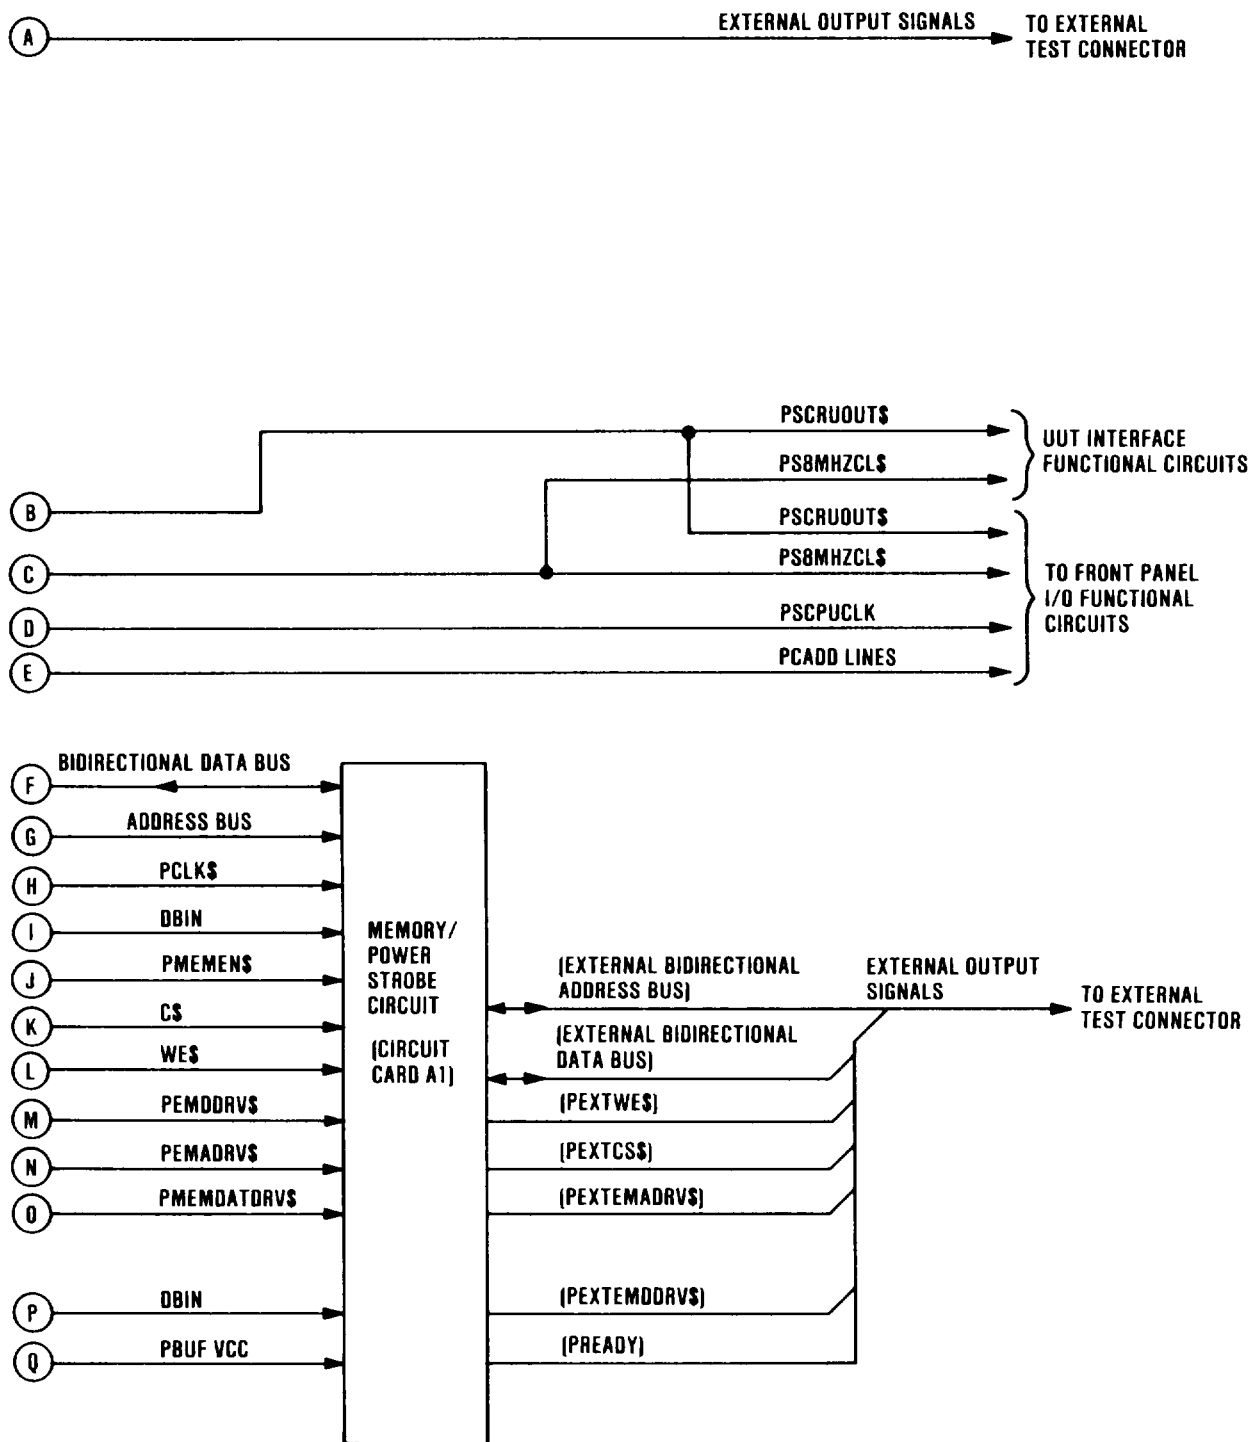 A
EXTERNAL OUTPUT SIGNALS
TO EXTERNAL
TEST CONNECTOR
PSCRUOUT$
PS8MHZCL$
UUT INTERFACE
FUNCTIONAL CIRCUITS
B
PSCRUOUT$
C
PS8MHZCL$
TO FRONT PANEL
I/O FUNCTIONAL
CIRCUITS
D
PSCPUCLK
E
PCADD LINES
F
BIDIRECTIONAL DATA BUS
G
ADDRESS BUS
H
PCLK$
I
DBIN
J
PMEMEN$
K
C$
L
WE$
M
PEMDDRV$
N
PEMADRV$
O
PMEMDATDRV$
P
DBIN
Q
PBUF VCC
MEMORY/
POWER
STROBE
CIRCUIT
(CIRCUIT
CARD A1)
(EXTERNAL BIDIRECTIONAL
ADDRESS BUS)
(EXTERNAL BIDIRECTIONAL
DATA BUS)
(PEXTWE$)
(PEXTCS$)
(PEXTEMADRV$)
(PEXTEMDDRV$)
(PREADY)
EXTERNAL OUTPUT
SIGNALS
TO EXTERNAL
TEST CONNECTOR